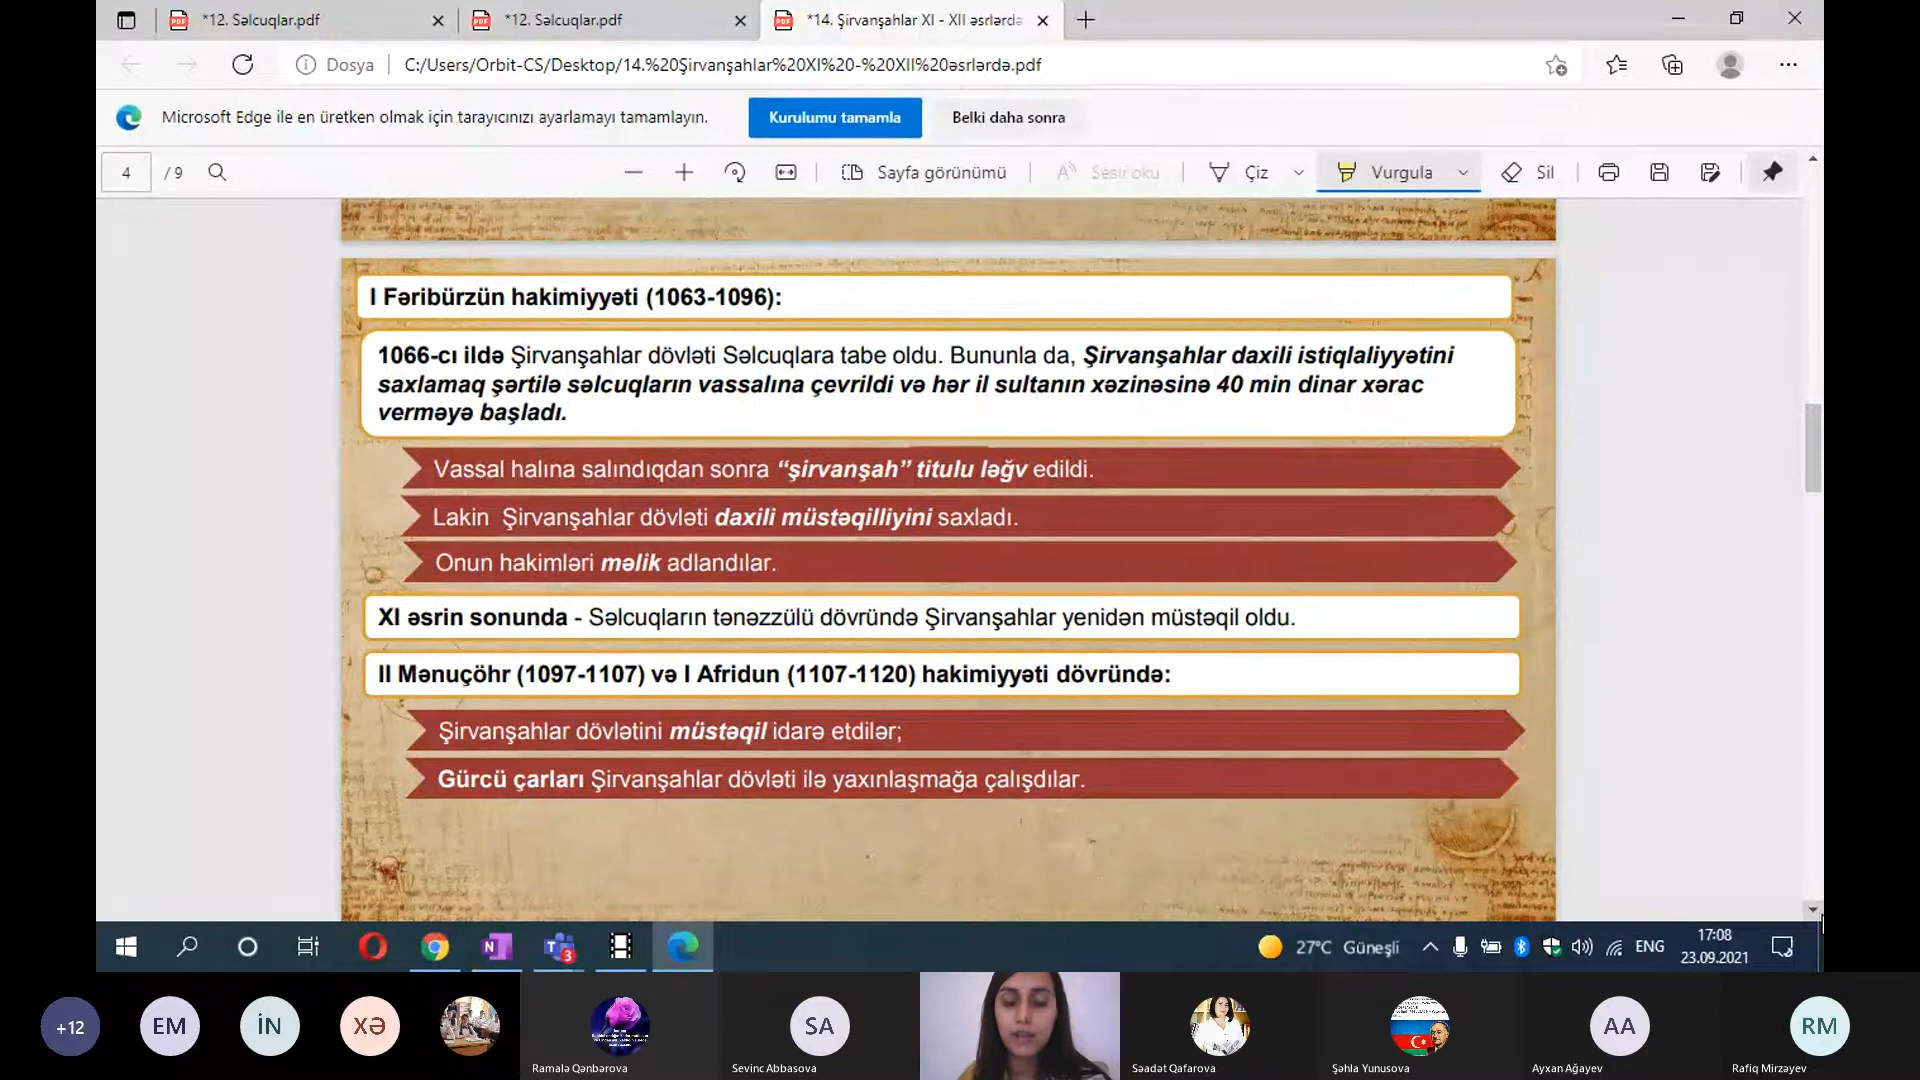 *12. Səlcuqlar.pdf
*12. Səlcuqlar.pdf
*14. Şirvanşahlar XI - XII əsrlərdə
Dosya
C:/Users/Orbit-CS/Desktop/14.%20Şirvanşahlar%20XI%20-%20XII%20əsrlərdə.pdf
Microsoft Edge ile en üretken olmak için tarayıcınızı ayarlamayı tamamlayın.
Kurulumu tamamla
Belki daha sonra
4 / 9
Sayfa görünümü
Sesli oku
Çiz
Vurgula
Sil
I Fəribürzün hakimiyyəti (1063-1096):
1066-cı ildə Şirvanşahlar dövləti Səlcuqlara tabe oldu. Bununla da, Şirvanşahlar daxili istiqlaliyyətini
saxlamaq şərtilə səlcuqların vassalına çevrildi və hər il sultanın xəzinəsinə 40 min dinar xərac
verməyə başladı.
Vassal halına salındıqdan sonra “şirvanşah” titulu ləğv edildi.
Lakin Şirvanşahlar dövləti daxili müstəqilliyini saxladı.
Onun hakimləri məlik adlandılar.
XI əsrin sonunda - Səlcuqların tənəzzülü dövründə Şirvanşahlar yenidən müstəqil oldu.
II Mənuçöhr (1097-1107) və I Afridun (1107-1120) hakimiyyəti dövründə:
Şirvanşahlar dövlətini müstəqil idarə etdilər;
Gürcü çarları Şirvanşahlar dövləti ilə yaxınlaşmağa çalışdılar.
3
27°C Güneşli
ENG
17:08
23.09.2021
+12
EM
İN
XƏ
SA
AA
RM
Ramalə Qənbərova
Sevinc Abbasova
Səadət Qafarova
Şəhla Yunusova
Ayxan Ağayev
Rafiq Mirzəyev